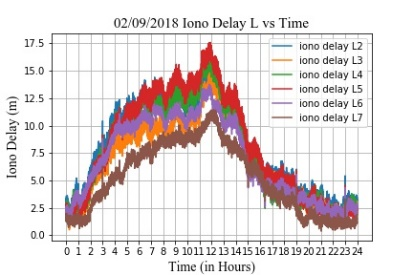 02/09/2018 Iono Delay L vs Time
17.5
15.0
12.5
10.0
7.5
5.0
2.5
0.0
Iono Delay (m)
iono delay L2
iono delay L3
iono delay L4
iono delay L5
iono delay L6
iono delay L7
0 1 2 3 4 5 6 7 8 9 10 11 12 13 14 15 16 17 18 19 20 21 22 23 24
Time (in Hours)